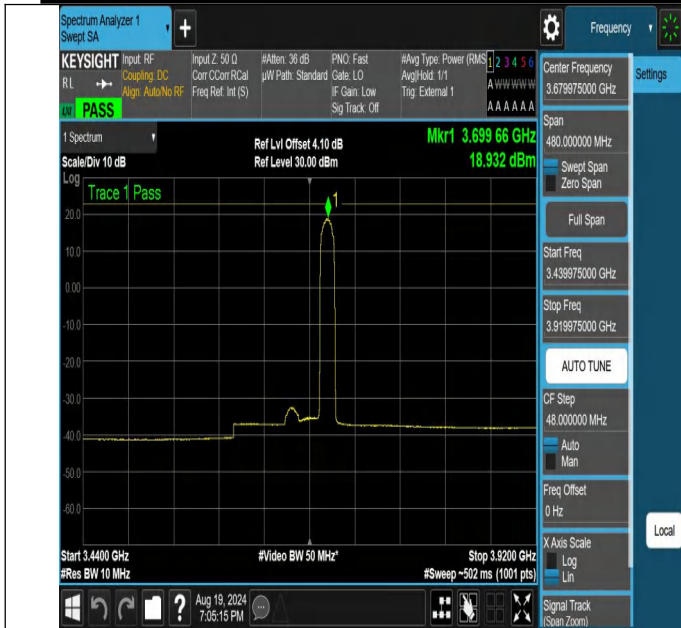 Spectrum Analyzer 1
Swept SA
+
Frequency
KEYSIGHT
RL
PASS
Input: RF
Coupling: DC
Align: Auto/No RF
Input Z: 50 Ω
Corr CCorr RCal
Freq Ref: Int (S)
#Atten: 36 dB
µW Path: Standard
PNO: Fast
Gate: LO
IF Gain: Low
Sig Track: Off
#Avg Type: Power (RMS
Avg|Hold: 1/1
Trig: External 1
1 2 3 4 5 6
A W W W W W
A A A A A A
1 Spectrum
Scale/Div 10 dB
Ref Lvl Offset 4.10 dB
Ref Level 30.00 dBm
Mkr1 3.699 66 GHz
18.932 dBm
Log
Trace 1 Pass
1
20.0
10.0
0.00
-10.0
-20.0
-30.0
-40.0
-50.0
-60.0
Start 3.4400 GHz
#Res BW 10 MHz
#Video BW 50 MHz*
Stop 3.9200 GHz
#Sweep ~502 ms (1001 pts)
Aug 19, 2024
7:05:15 PM
Center Frequency
3.679975000 GHz
Settings
Span
480.000000 MHz
Swept Span
Zero Span
Full Span
Start Freq
3.439975000 GHz
Stop Freq
3.919975000 GHz
AUTO TUNE
CF Step
48.000000 MHz
Auto
Man
Freq Offset
0 Hz
Local
X Axis Scale
Log
Lin
Signal Track
(Span Zoom)